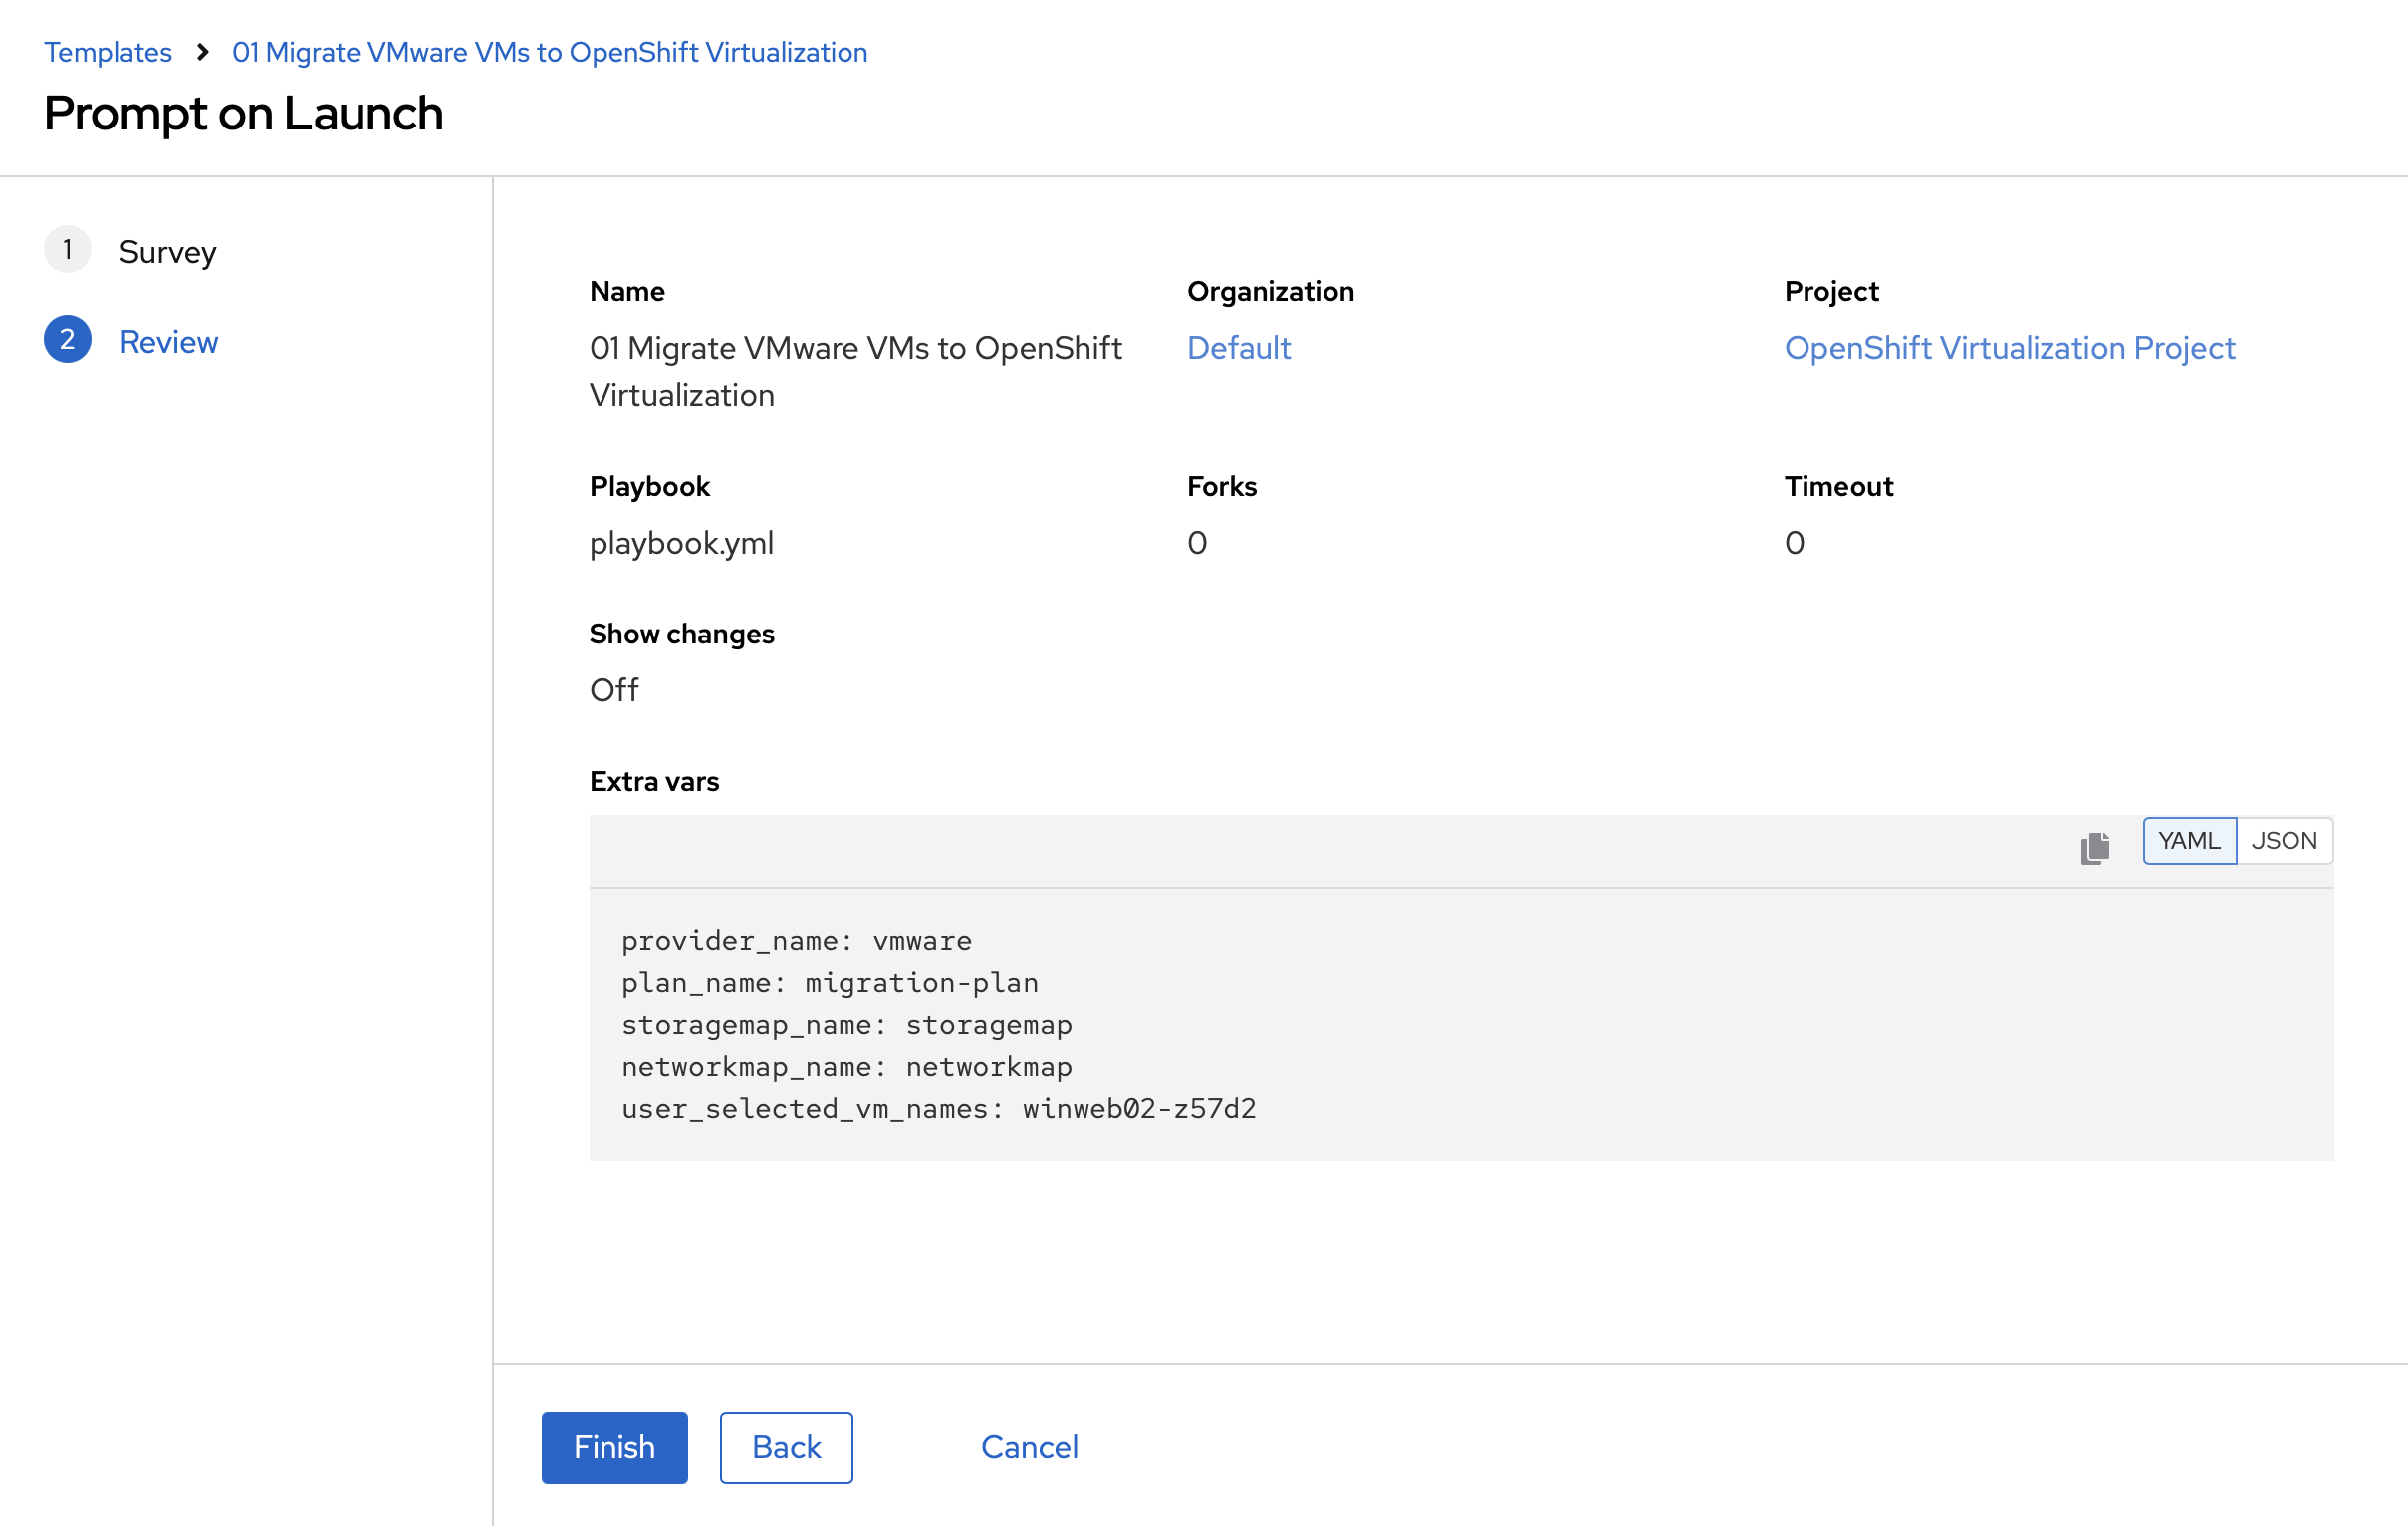 Templates > 01 Migrate VMware VMs to OpenShift Virtualization
Prompt on Launch
1 Survey
2 Review
Name
01 Migrate VMware VMs to OpenShift
Virtualization
Organization
Default
Project
OpenShift Virtualization Project
Playbook
playbook.yml
Forks
0
Timeout
0
Show changes
Off
Extra vars
YAML JSON
provider_name: vmware
plan_name: migration-plan
storagemap_name: storagemap
networkmap_name: networkmap
user_selected_vm_names: winweb02-z57d2
Finish Back Cancel